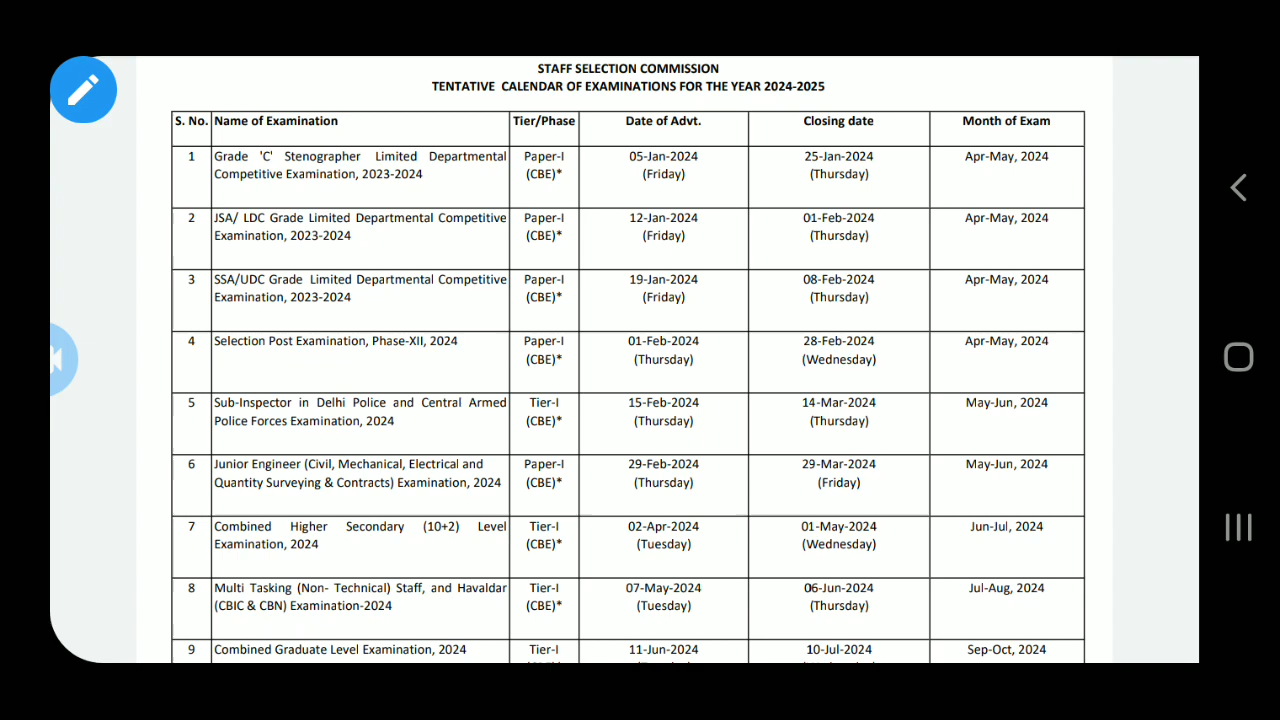 STAFF SELECTION COMMISSION
TENTATIVE CALENDAR OF EXAMINATIONS FOR THE YEAR 2024-2025
S. No. Name of Examination Tier/Phase Date of Advt. Closing date Month of Exam
1 Grade 'C' Stenographer Limited Departmental Paper-I 05-Jan-2024 25-Jan-2024 Apr-May, 2024
Competitive Examination, 2023-2024 (CBE)* (Friday) (Thursday)
2 JSA/ LDC Grade Limited Departmental Competitive Paper-I 12-Jan-2024 01-Feb-2024 Apr-May, 2024
Examination, 2023-2024 (CBE)* (Friday) (Thursday)
3 SSA/UDC Grade Limited Departmental Competitive Paper-I 19-Jan-2024 08-Feb-2024 Apr-May, 2024
Examination, 2023-2024 (CBE)* (Friday) (Thursday)
4 Selection Post Examination, Phase-XII, 2024 Paper-I 01-Feb-2024 28-Feb-2024 Apr-May, 2024
(CBE)* (Thursday) (Wednesday)
5 Sub-Inspector in Delhi Police and Central Armed Tier-I 15-Feb-2024 14-Mar-2024 May-Jun, 2024
Police Forces Examination, 2024 (CBE)* (Thursday) (Thursday)
6 Junior Engineer (Civil, Mechanical, Electrical and Paper-I 29-Feb-2024 29-Mar-2024 May-Jun, 2024
Quantity Surveying & Contracts) Examination, 2024 (CBE)* (Thursday) (Friday)
7 Combined Higher Secondary (10+2) Level Tier-I 02-Apr-2024 01-May-2024 Jun-Jul, 2024
Examination, 2024 (CBE)* (Tuesday) (Wednesday)
8 Multi Tasking (Non- Technical) Staff, and Havaldar Tier-I 07-May-2024 06-Jun-2024 Jul-Aug, 2024
(CBIC & CBN) Examination-2024 (CBE)* (Tuesday) (Thursday)
9 Combined Graduate Level Examination, 2024 Tier-I 11-Jun-2024 10-Jul-2024 Sep-Oct, 2024